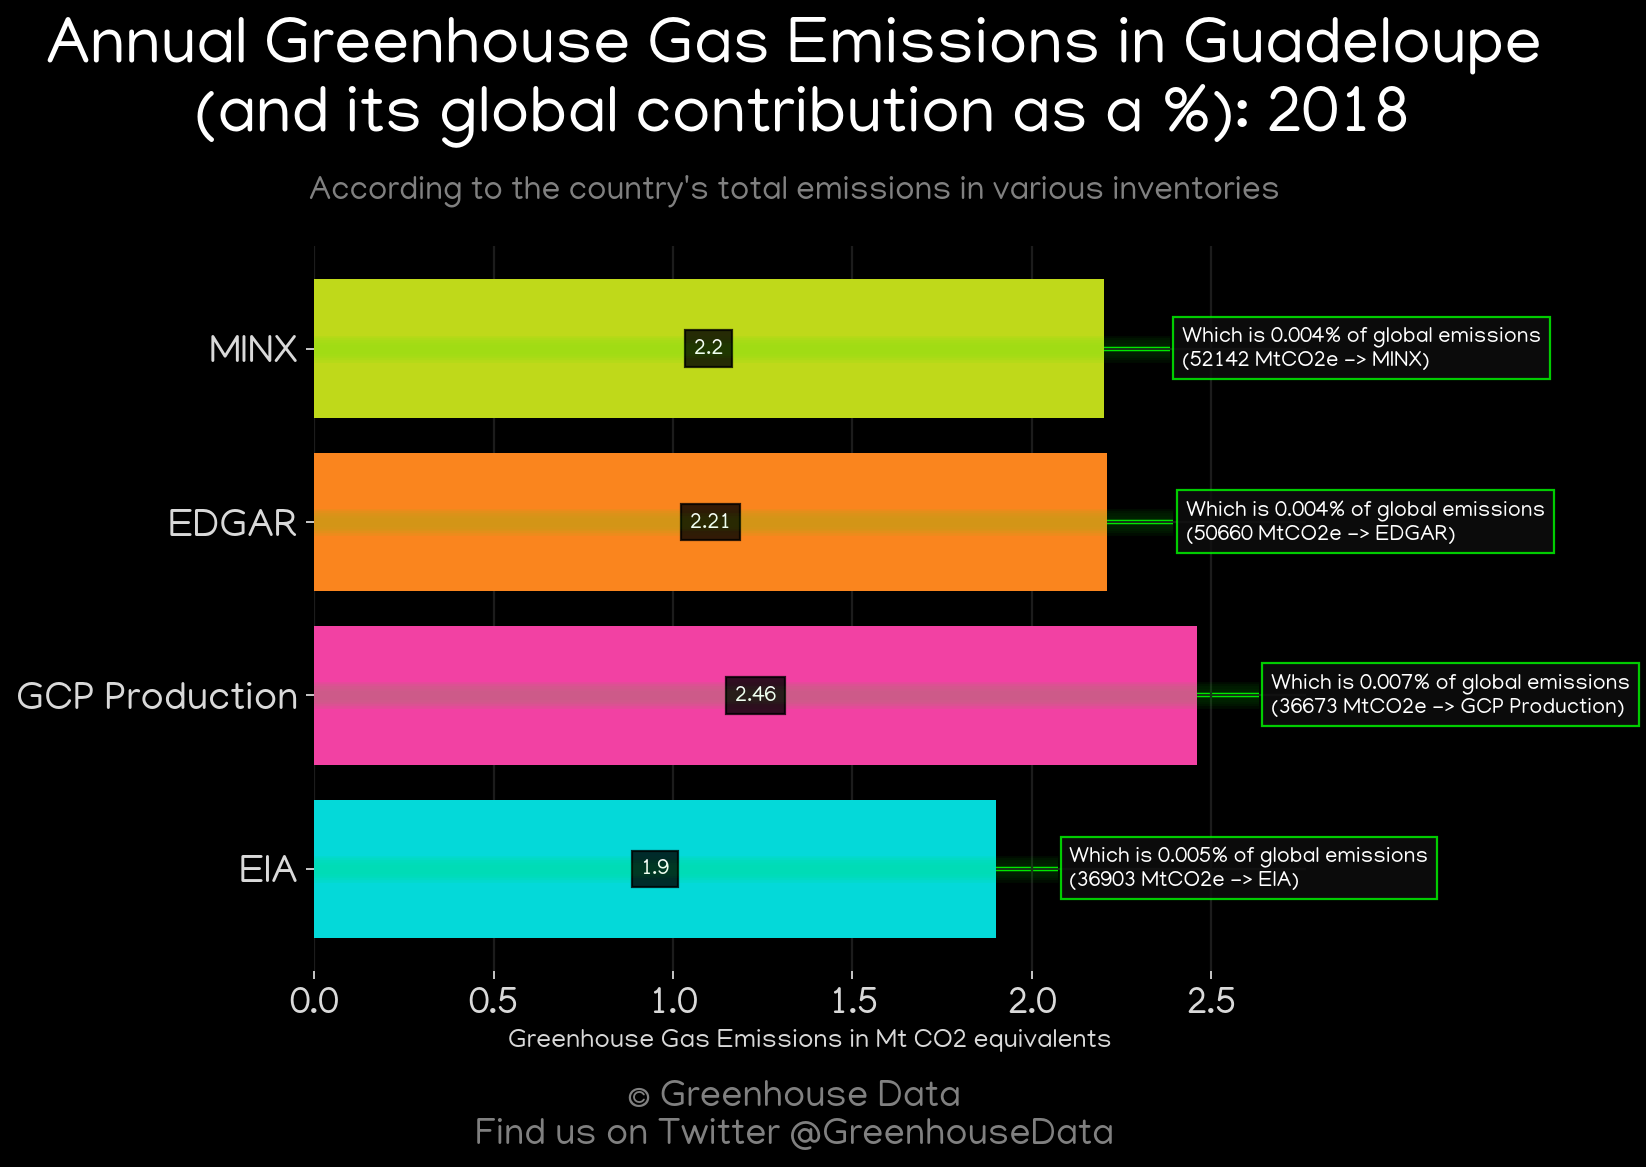 Annual Greenhouse Gas Emissions in Guadeloupe
(and its global contribution as a %): 2018
According to the country's total emissions in various inventories
MINX
2.2
Which is 0.004% of global emissions
(52142 MtCO2e -> MINX)
EDGAR
2.21
Which is 0.004% of global emissions
(50660 MtCO2e -> EDGAR)
GCP Production
2.46
Which is 0.007% of global emissions
(36673 MtCO2e -> GCP Production)
EIA
1.9
Which is 0.005% of global emissions
(36903 MtCO2e -> EIA)
0.0 0.5 1.0 1.5 2.0 2.5
Greenhouse Gas Emissions in Mt CO2 equivalents
© Greenhouse Data
Find us on Twitter @GreenhouseData